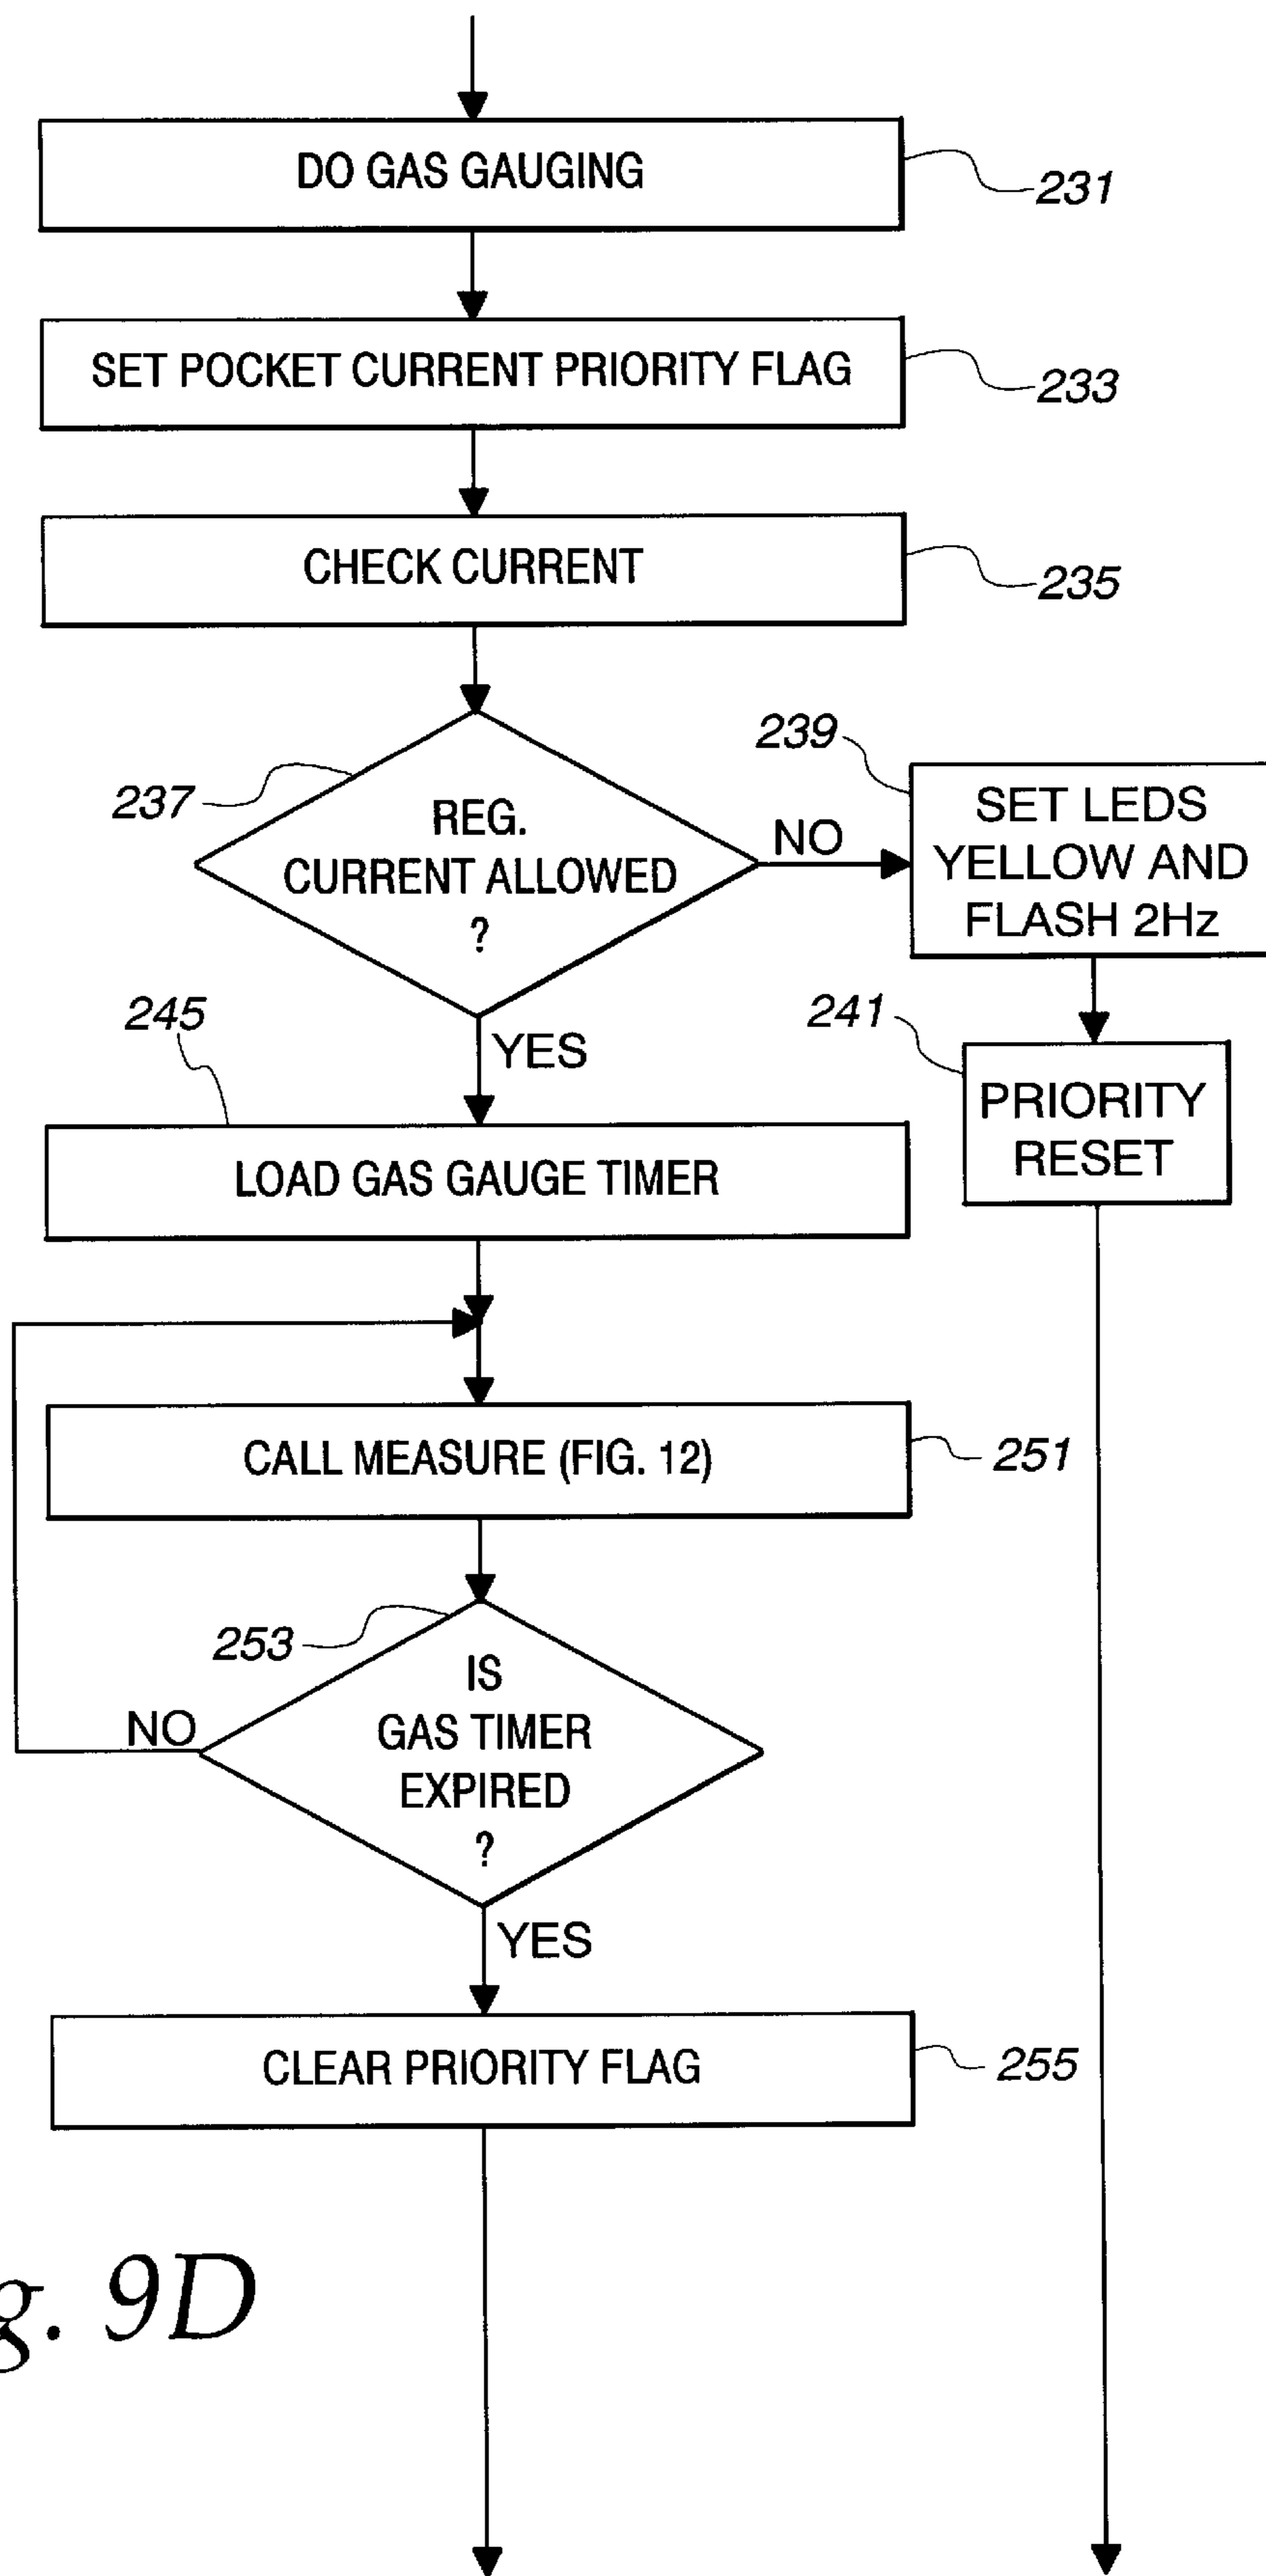 DO GAS GAUGING
231
SET POCKET CURRENT PRIORITY FLAG
233
CHECK CURRENT
235
237
REG.
CURRENT ALLOWED
?
NO
239
SET LEDS
YELLOW AND
FLASH 2Hz
YES
241
PRIORITY
RESET
245
LOAD GAS GAUGE TIMER
CALL MEASURE (FIG. 12)
251
253
IS
GAS TIMER
EXPIRED
?
NO
YES
CLEAR PRIORITY FLAG
255
g. 9D